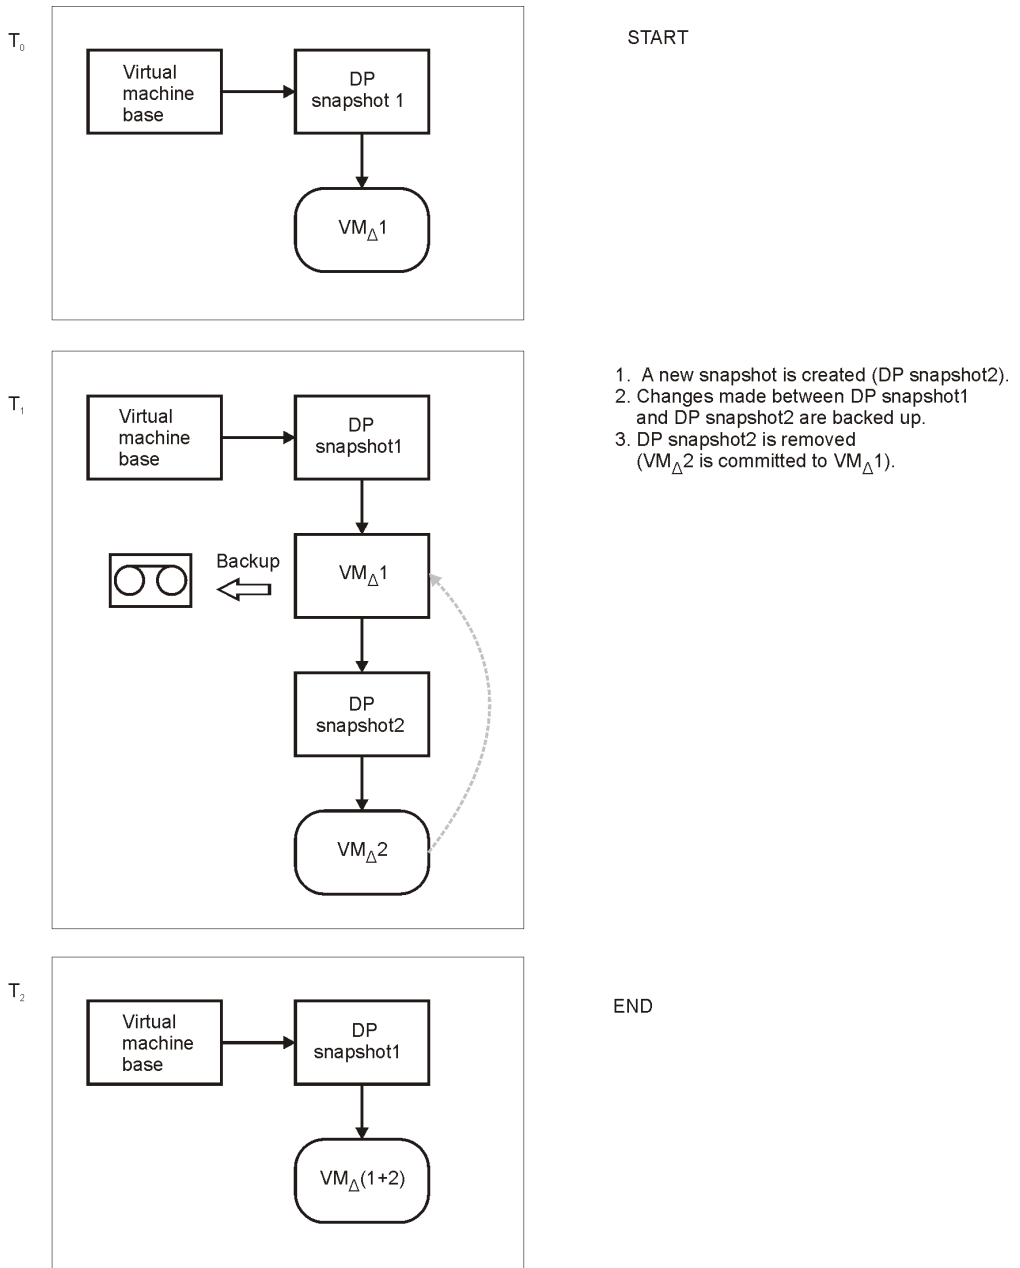 T₀
START
Virtual
machine
base
DP
snapshot 1
VMΔ1
T₁
1. A new snapshot is created (DP snapshot2).
2. Changes made between DP snapshot1
and DP snapshot2 are backed up.
3. DP snapshot2 is removed
(VMΔ2 is committed to VMΔ1).
Virtual
machine
base
DP
snapshot1
Backup
VMΔ1
DP
snapshot2
VMΔ2
T₂
END
Virtual
machine
base
DP
snapshot1
VMΔ(1+2)